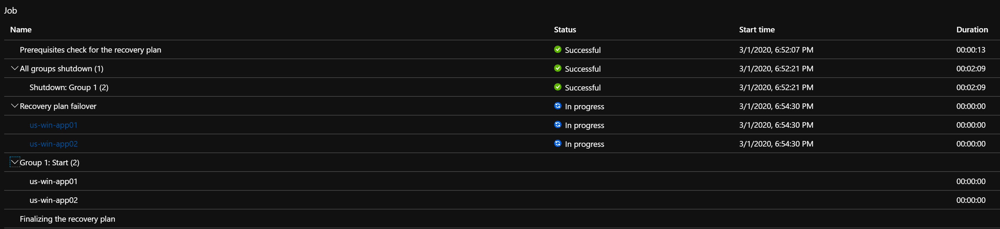 Job
Name Status Start time Duration
Prerequisites check for the recovery plan Successful 3/1/2020, 6:52:07 PM 00:00:13
All groups shutdown (1) Successful 3/1/2020, 6:52:21 PM 00:02:09
Shutdown: Group 1 (2) Successful 3/1/2020, 6:52:21 PM 00:02:09
Recovery plan failover In progress 3/1/2020, 6:54:30 PM 00:00:00
us-win-app01 In progress 3/1/2020, 6:54:30 PM 00:00:00
us-win-app02 In progress 3/1/2020, 6:54:30 PM 00:00:00
Group 1: Start (2)
us-win-app01 00:00:00
us-win-app02 00:00:00
Finalizing the recovery plan